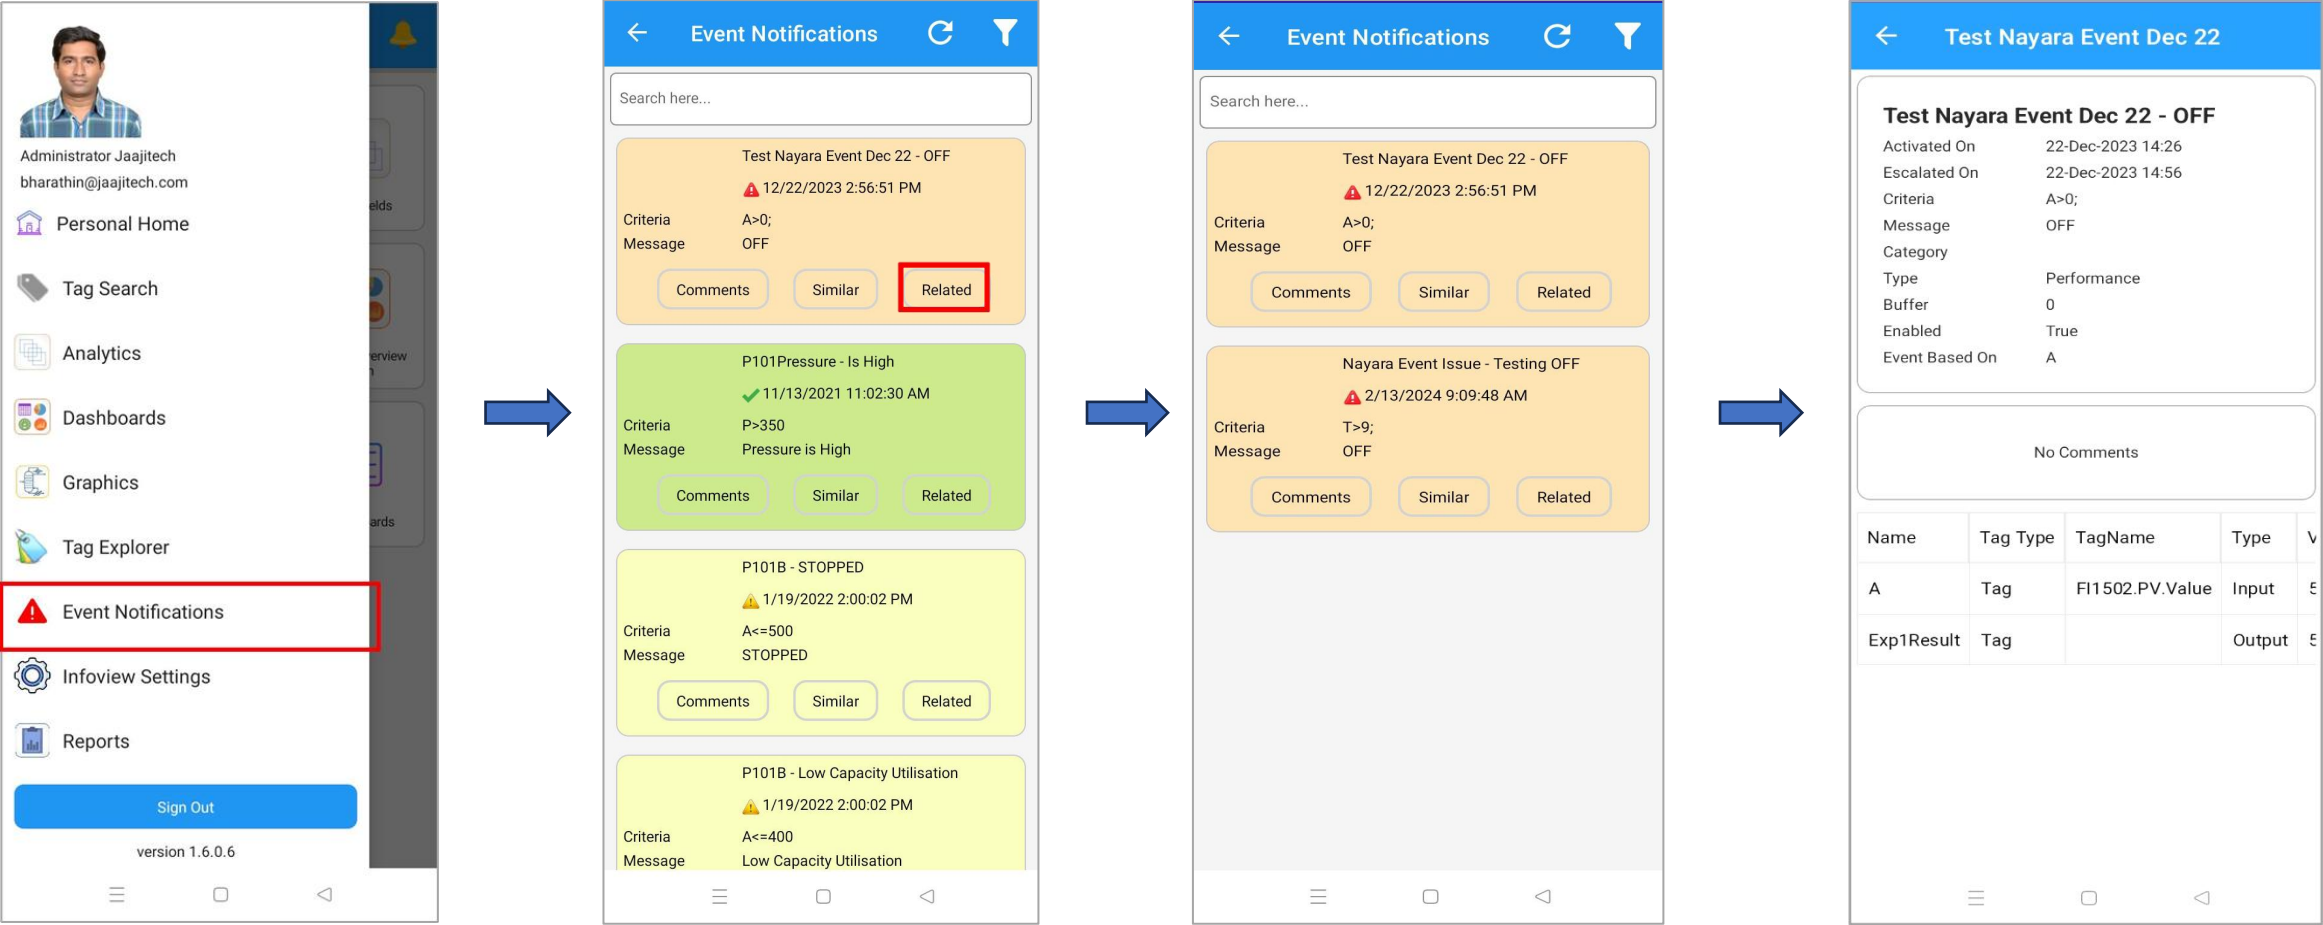 Administrator Jaajitech
bharathin@jaajitech.com
Personal Home
Tag Search
Analytics
Dashboards
Graphics
Tag Explorer
Event Notifications
Infoview Settings
Reports
Sign Out
version 1.6.0.6
elds
erview
n
ards
Event Notifications
Search here...
Test Nayara Event Dec 22 - OFF
12/22/2023 2:56:51 PM
Criteria A>0;
Message OFF
Comments Similar Related
P101Pressure - Is High
11/13/2021 11:02:30 AM
Criteria P>350
Message Pressure is High
Comments Similar Related
P101B - STOPPED
1/19/2022 2:00:02 PM
Criteria A<=500
Message STOPPED
Comments Similar Related
P101B - Low Capacity Utilisation
1/19/2022 2:00:02 PM
Criteria A<=400
Message Low Capacity Utilisation
Event Notifications
Search here...
Test Nayara Event Dec 22 - OFF
12/22/2023 2:56:51 PM
Criteria A>0;
Message OFF
Comments Similar Related
Nayara Event Issue - Testing OFF
2/13/2024 9:09:48 AM
Criteria T>9;
Message OFF
Comments Similar Related
Test Nayara Event Dec 22
Test Nayara Event Dec 22 - OFF
Activated On 22-Dec-2023 14:26
Escalated On 22-Dec-2023 14:56
Criteria A>0;
Message OFF
Category
Type Performance
Buffer 0
Enabled True
Event Based On A
No Comments
Name Tag Type TagName Type V
A Tag FI1502.PV.Value Input 5
Exp1Result Tag Output 5